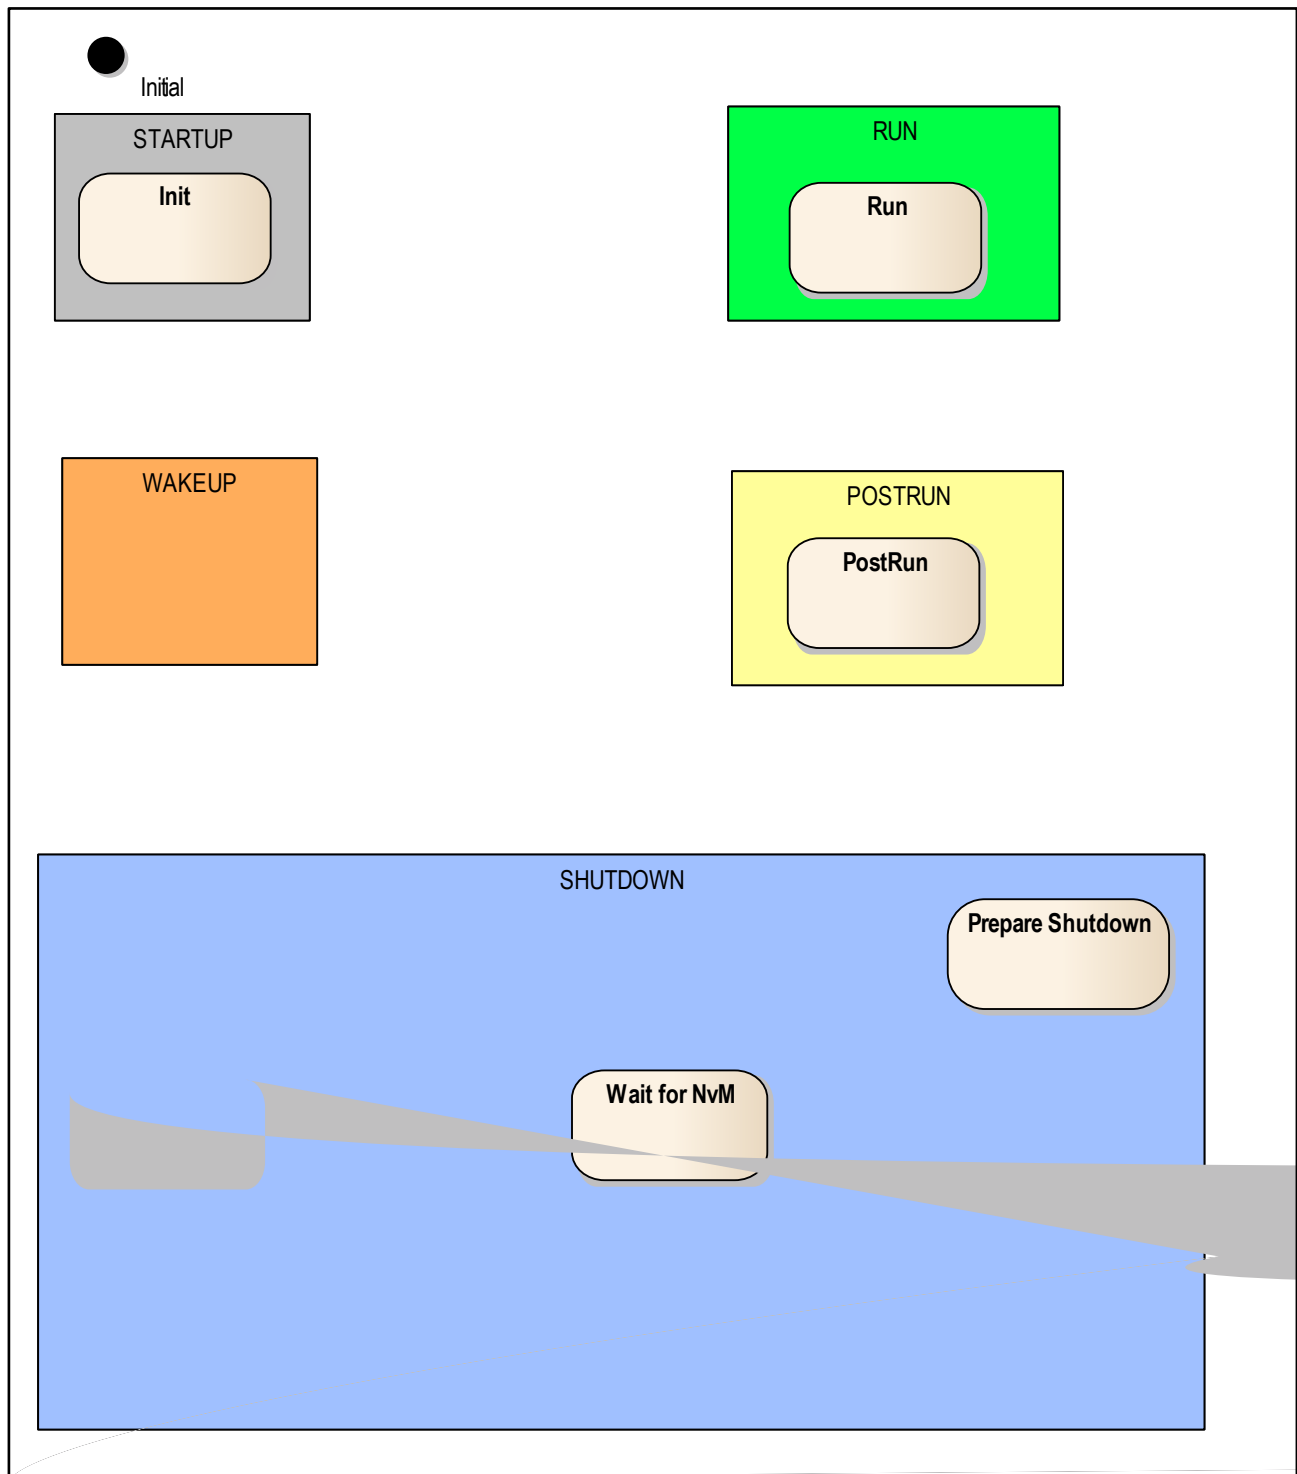 Initial
STARTUP
Init
RUN
Run
WAKEUP
POSTRUN
PostRun
SHUTDOWN
Prepare Shutdown
Wait for NvM